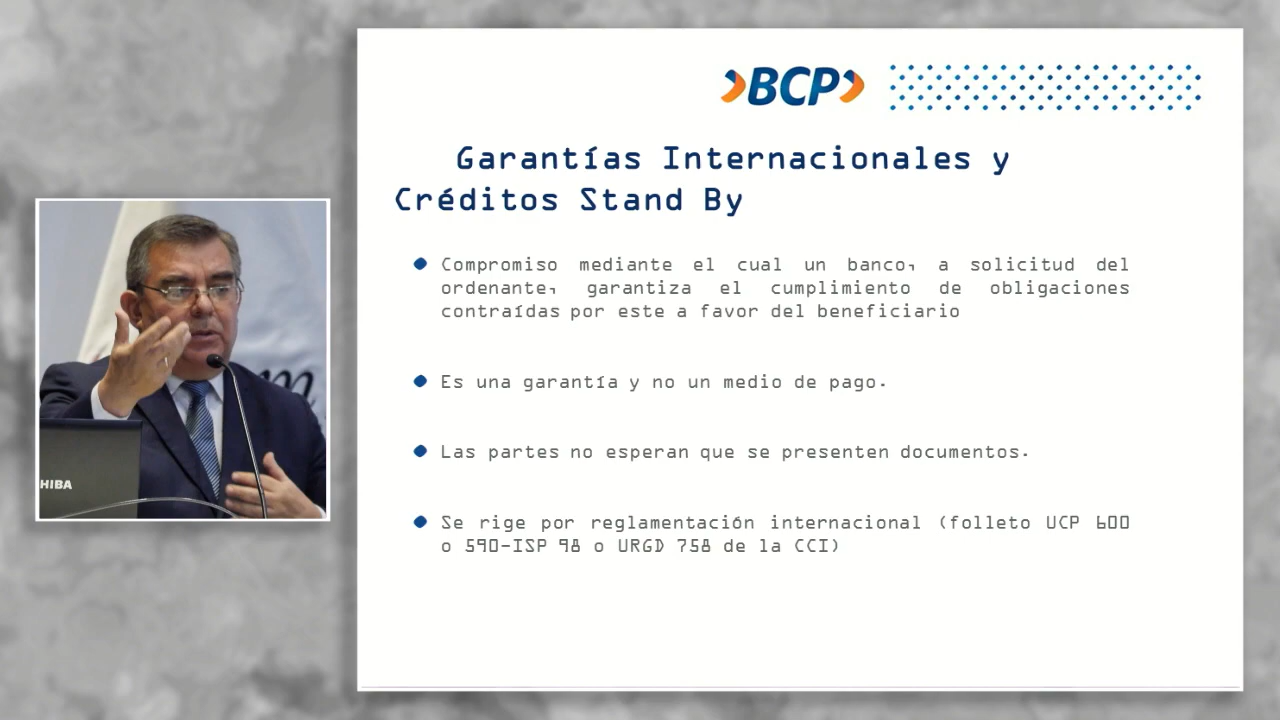 BCP
Garantías Internacionales y
Créditos Stand By
Compromiso mediante el cual un banco, a solicitud del
ordenante, garantiza el cumplimiento de obligaciones
contraídas por este a favor del beneficiario
Es una garantía y no un medio de pago.
Las partes no esperan que se presenten documentos.
Se rige por reglamentación internacional (folleto UCP 600
o 590-ISP 98 o URGD 758 de la CCI)
HIBA